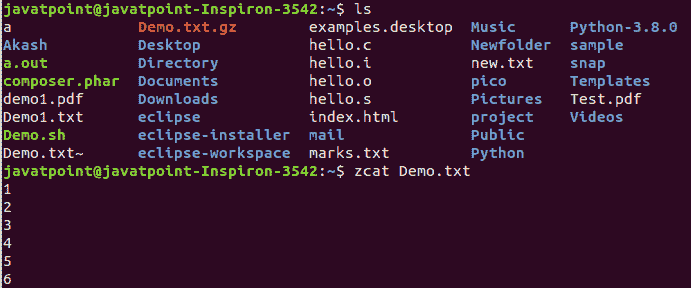 javatpoint@javatpoint-Inspiron-3542:~$ ls
a Demo.txt.gz examples.desktop Music Python-3.8.0
Akash Desktop hello.c Newfolder sample
a.out Directory hello.i new.txt snap
composer.phar Documents hello.o pico Templates
demo1.pdf Downloads hello.s Pictures Test.pdf
Demo1.txt eclipse index.html project Videos
Demo.sh eclipse-installer mail Public
Demo.txt~ eclipse-workspace marks.txt Python
javatpoint@javatpoint-Inspiron-3542:~$ zcat Demo.txt
1
2
3
4
5
6